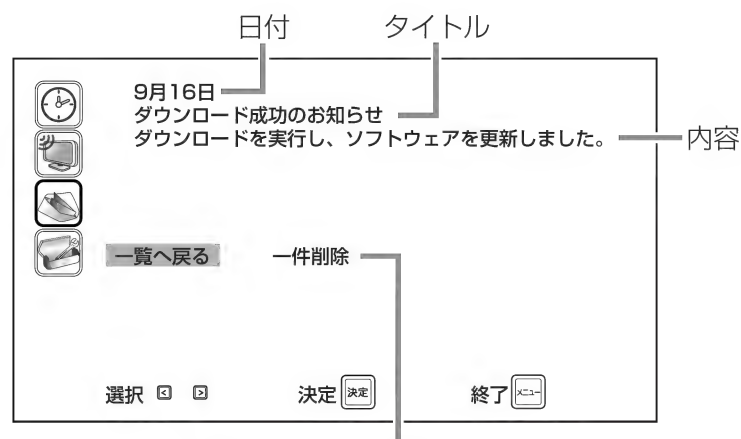 日付 タイトル
9月16日
ダウンロード成功のお知らせ
ダウンロードを実行し、ソフトウェアを更新しました。 内容
一覧へ戻る 一件削除
選択 決定 決定 終了 メニュー